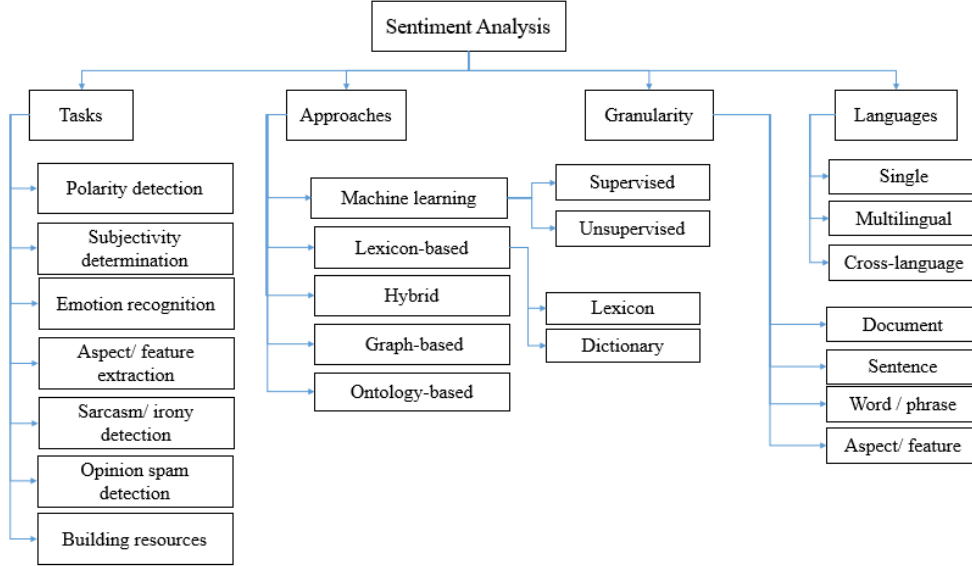 Sentiment Analysis
Tasks
Approaches
Granularity
Languages
Polarity detection
Subjectivity
determination
Emotion recognition
Aspect/ feature
extraction
Sarcasm/ irony
detection
Opinion spam
detection
Building resources
Machine learning
Lexicon-based
Hybrid
Graph-based
Ontology-based
Supervised
Unsupervised
Lexicon
Dictionary
Single
Multilingual
Cross-language
Document
Sentence
Word / phrase
Aspect/ feature